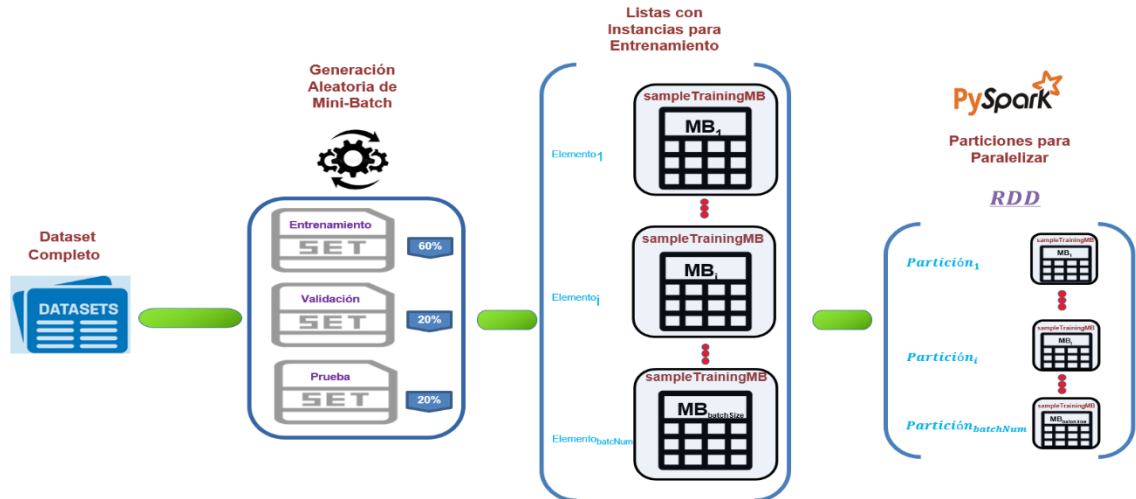 Dataset
Completo
DATASETS
Generación
Aleatoria de
Mini-Batch
Entrenamiento
SET
60%
Validación
SET
20%
Prueba
SET
20%
Listas con
Instancias para
Entrenamiento
Elemento1
sampleTrainingMB
MB1
Elementoi
sampleTrainingMB
MBi
ElementobatcNum
sampleTrainingMB
MBbatchSize
PySpark
Particiones para
Paralelizar
RDD
Partición1
sampleTrainingMB
MB1
Particióni
sampleTrainingMB
MBi
ParticiónbatchNum
sampleTrainingMB
MBbatchSize